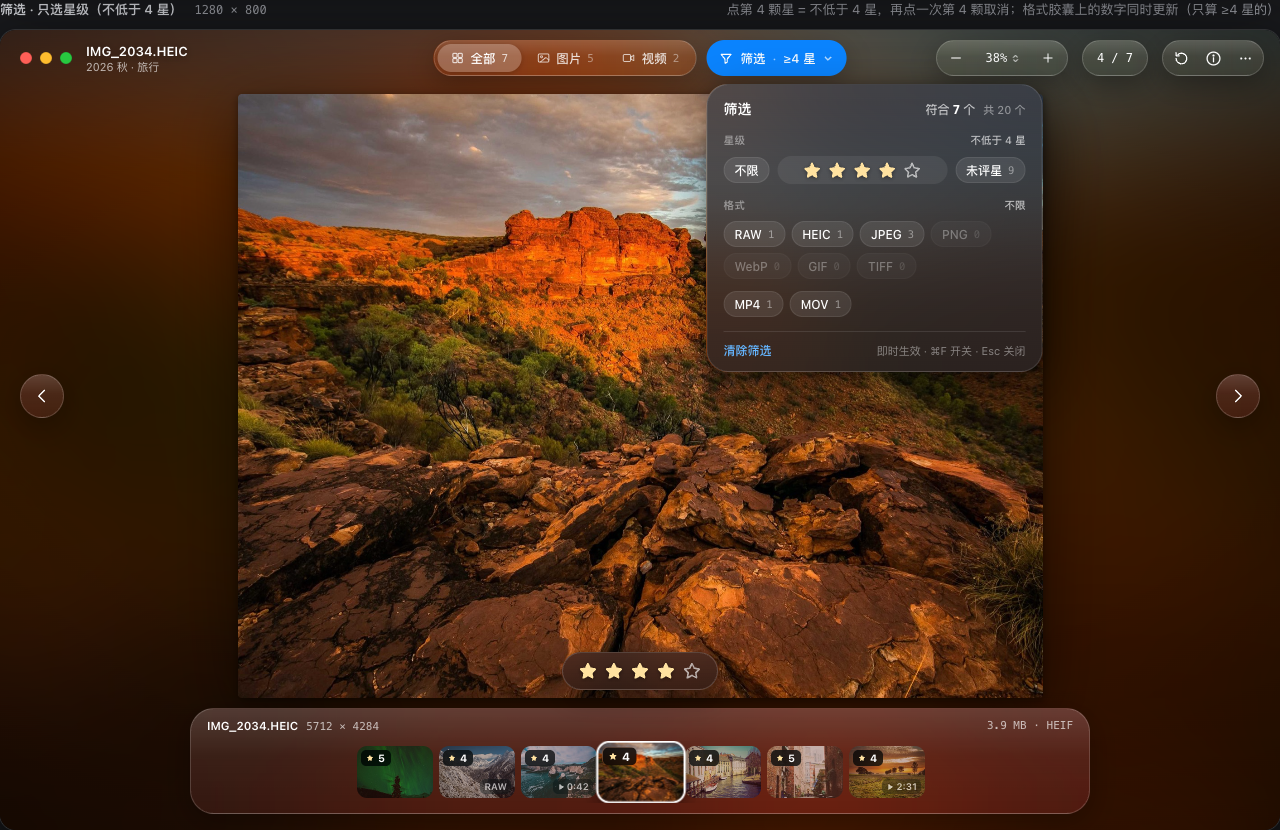 筛选 · 只选星级（不低于 4 星） 1280 × 800
点第 4 颗星 = 不低于 4 星，再点一次第 4 颗取消；格式胶囊上的数字同时更新（只算 ≥4 星的）
IMG_2034.HEIC
2026 秋 · 旅行
全部 7 图片 5 视频 2
筛选 · ≥4 星
38%
4 / 7
筛选 符合 7 个 共 20 个
星级 不低于 4 星
不限 未评星 9
格式 不限
RAW 1 HEIC 1 JPEG 3 PNG 0
WebP 0 GIF 0 TIFF 0
MP4 1 MOV 1
清除筛选 即时生效 · ⌘F 开关 · Esc 关闭
IMG_2034.HEIC 5712 × 4284 3.9 MB · HEIF
5 4 4 4 4 5 4
RAW 0:42 2:31